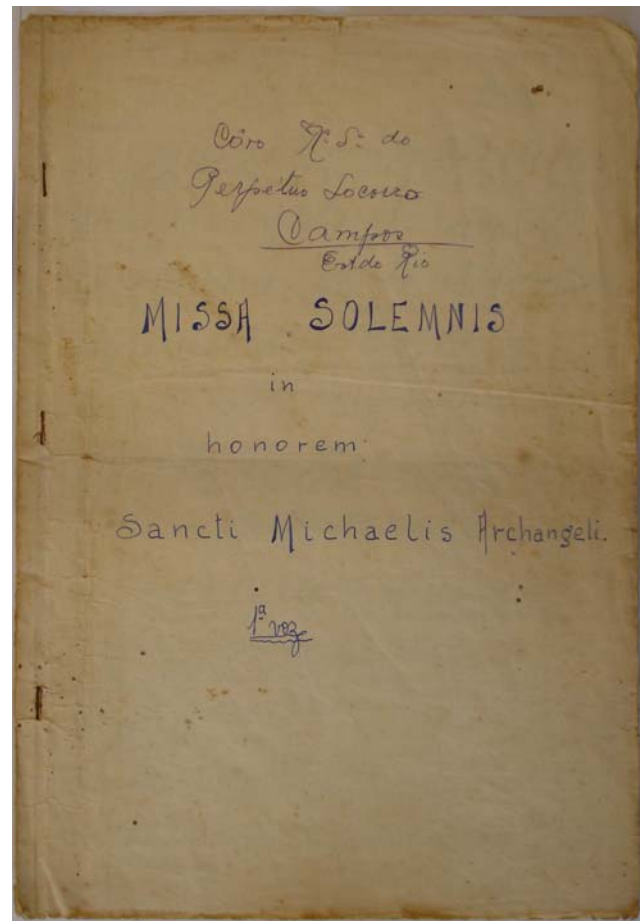 Côro N. S. do
Perpetuo Socorro
Campos
Est do Rio
MISSA SOLEMNIS
in
honorem
Sancti Michaelis Archangeli.
1ª voz